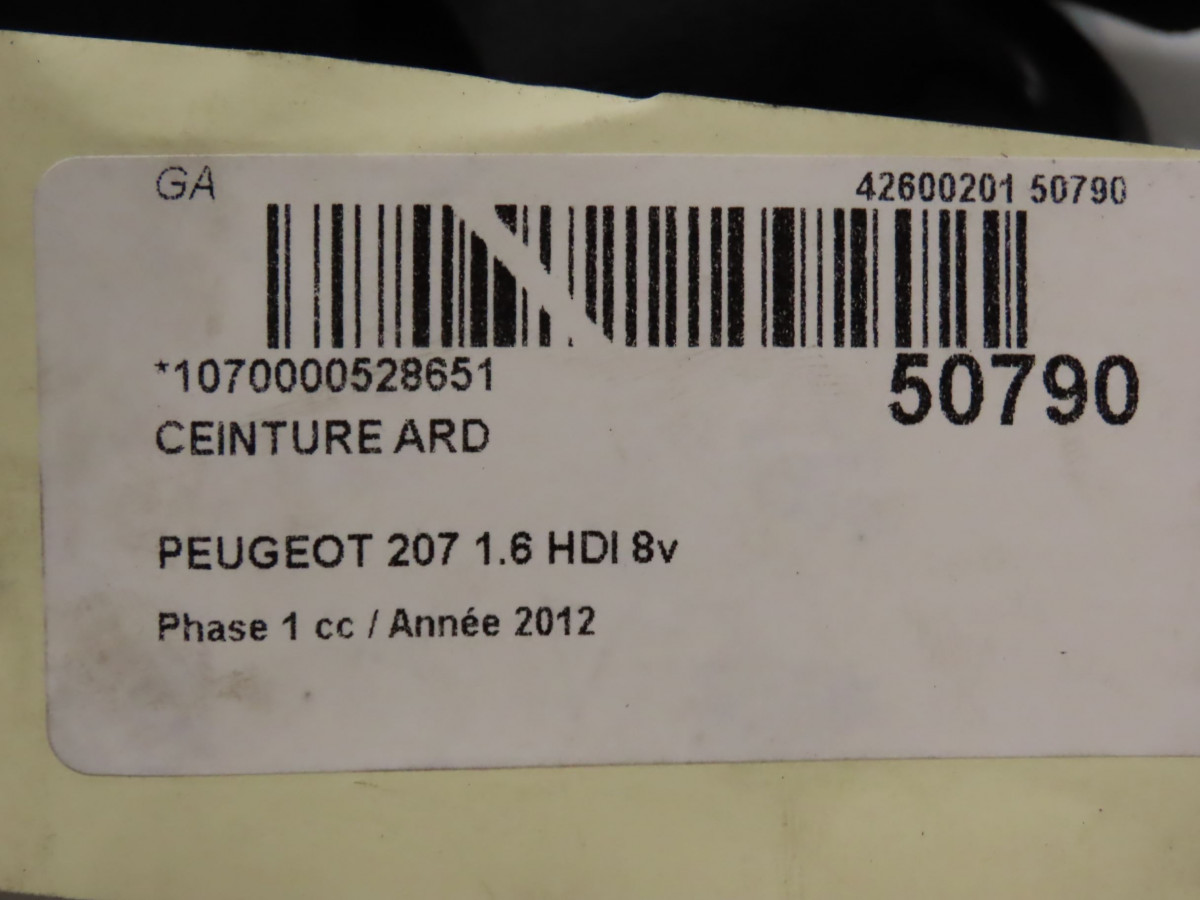 GA
42600201 50790
*1070000528651
50790
CEINTURE ARD
PEUGEOT 207 1.6 HDI 8v
Phase 1 cc / Année 2012